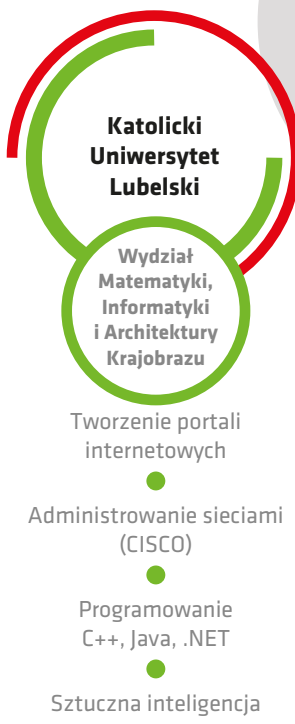 Katolicki
Uniwersytet
Lubelski
Wydział
Matematyki,
Informatyki
i Architektury
Krajobrazu
Tworzenie portali
internetowych
Administrowanie sieciami
(CISCO)
Programowanie
C++, Java, .NET
Sztuczna inteligencja